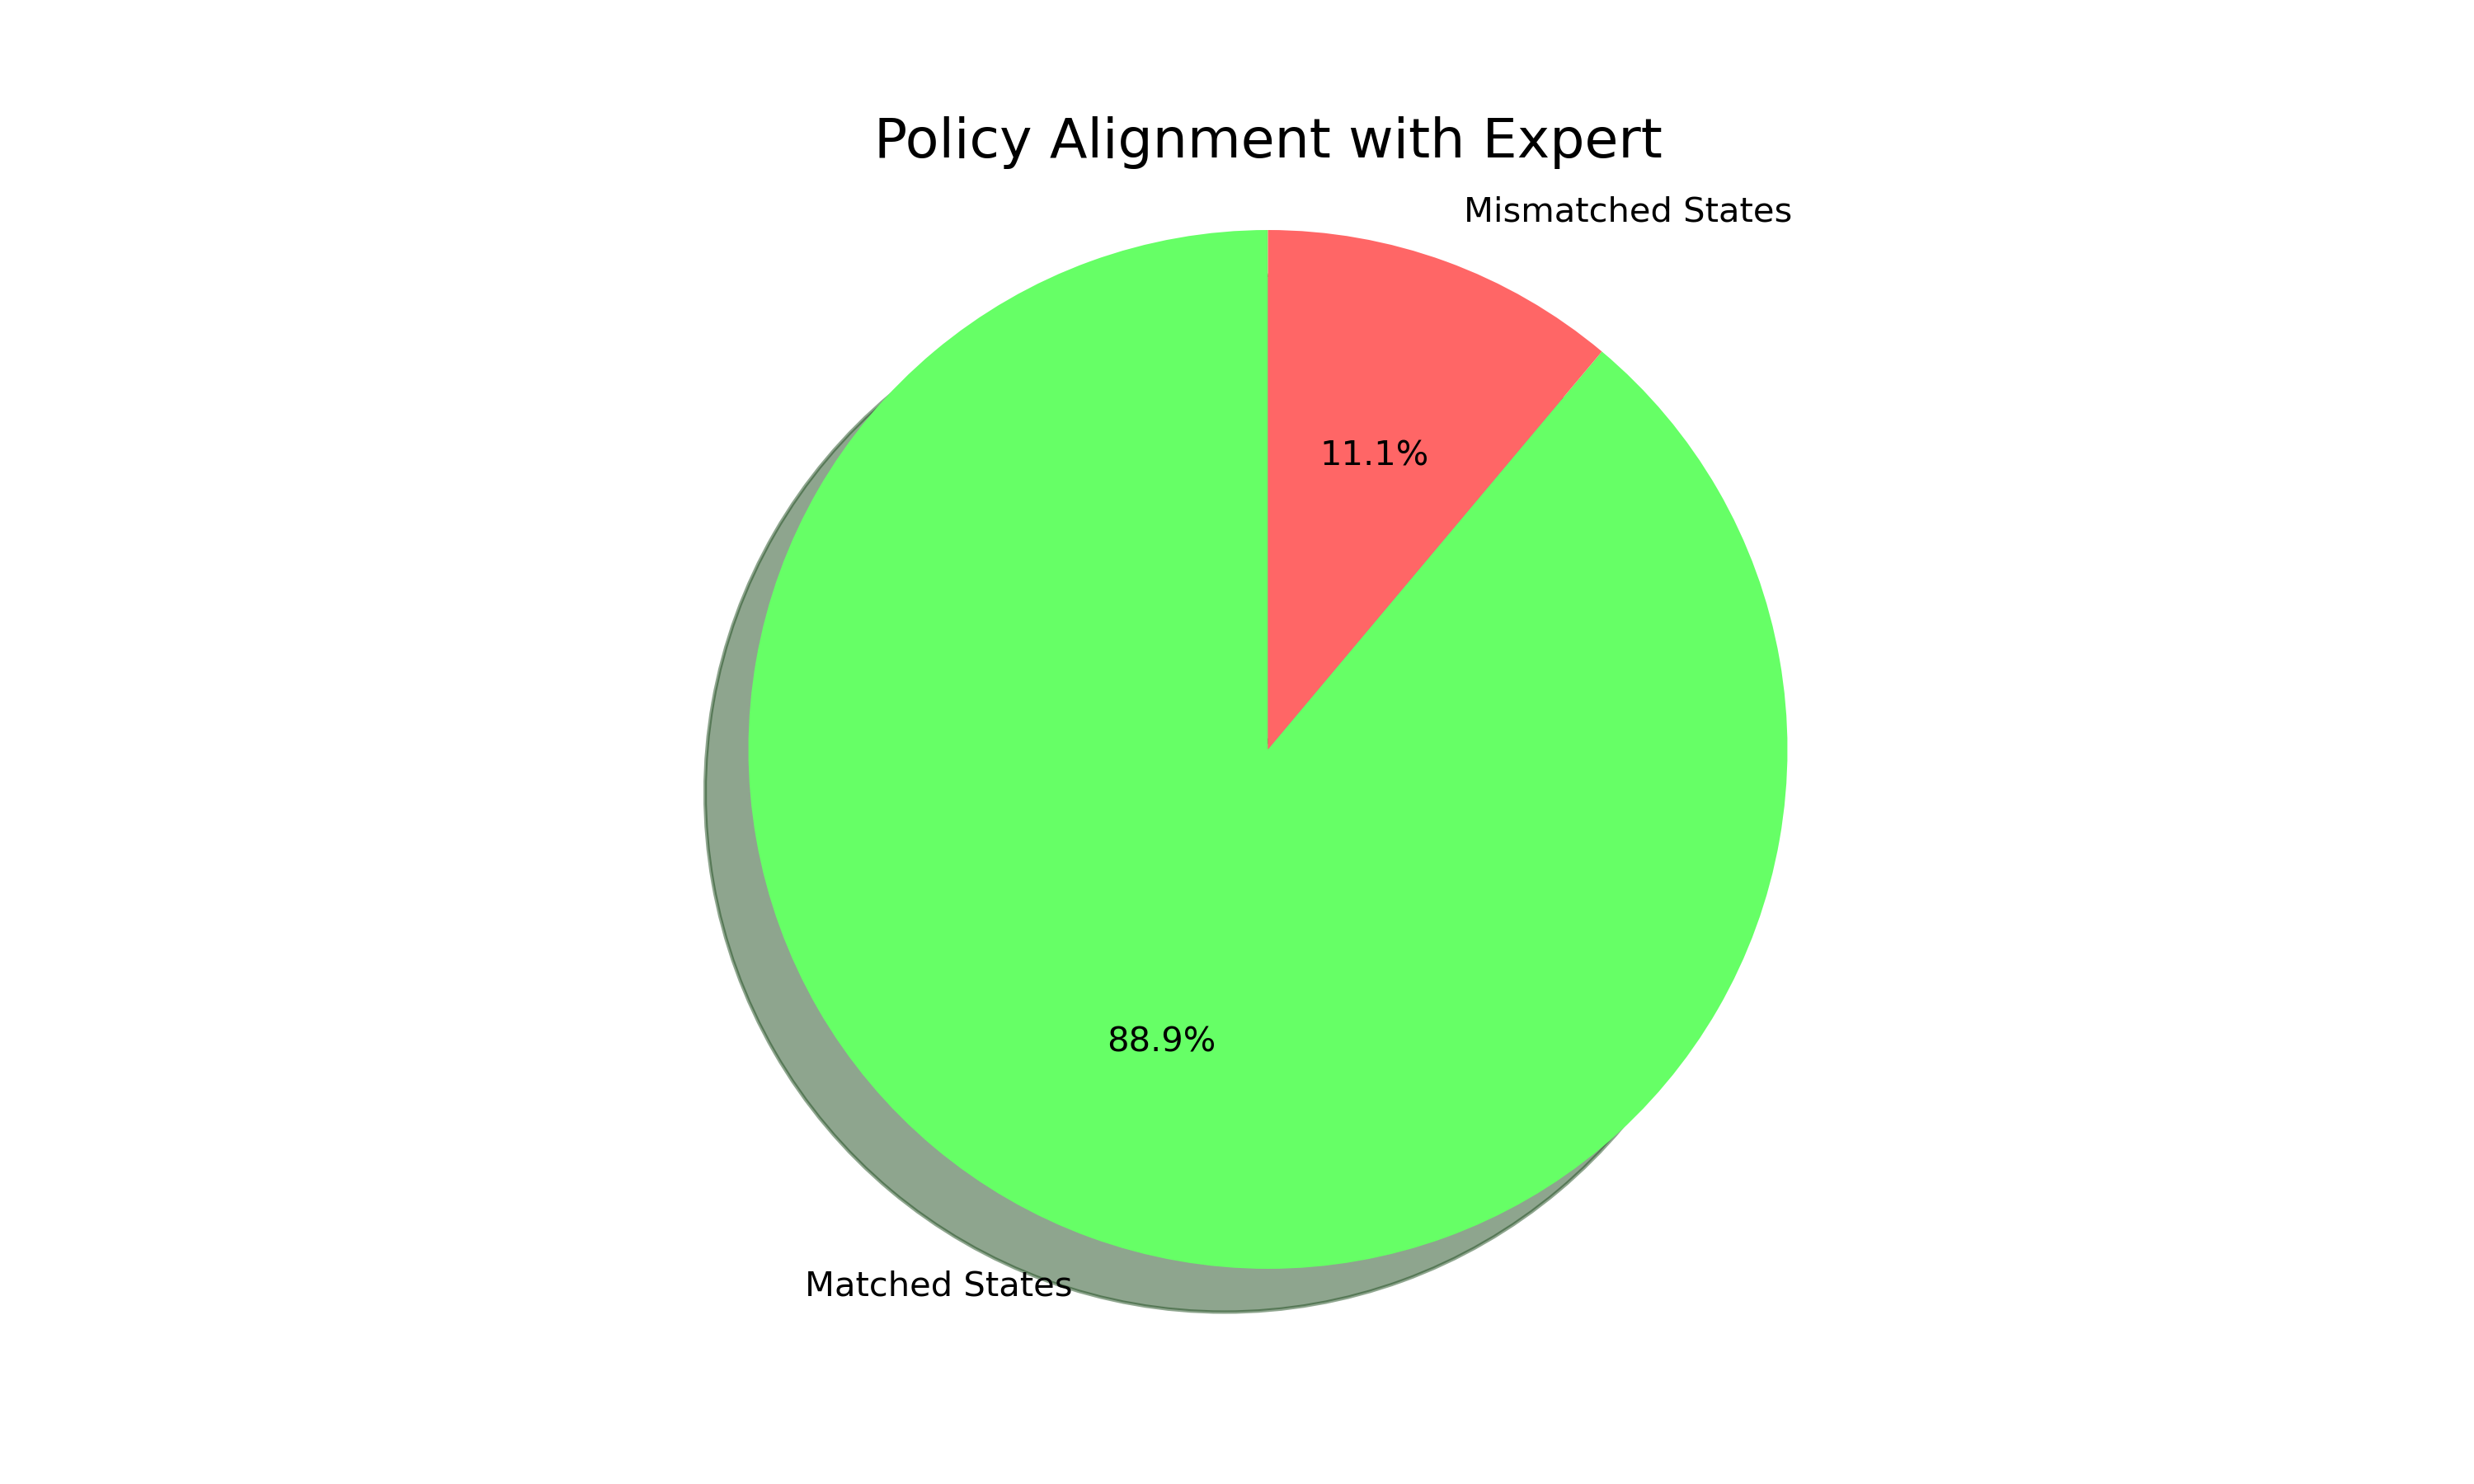 Policy Alignment with Expert
Mismatched States
11.1%
88.9%
Matched States